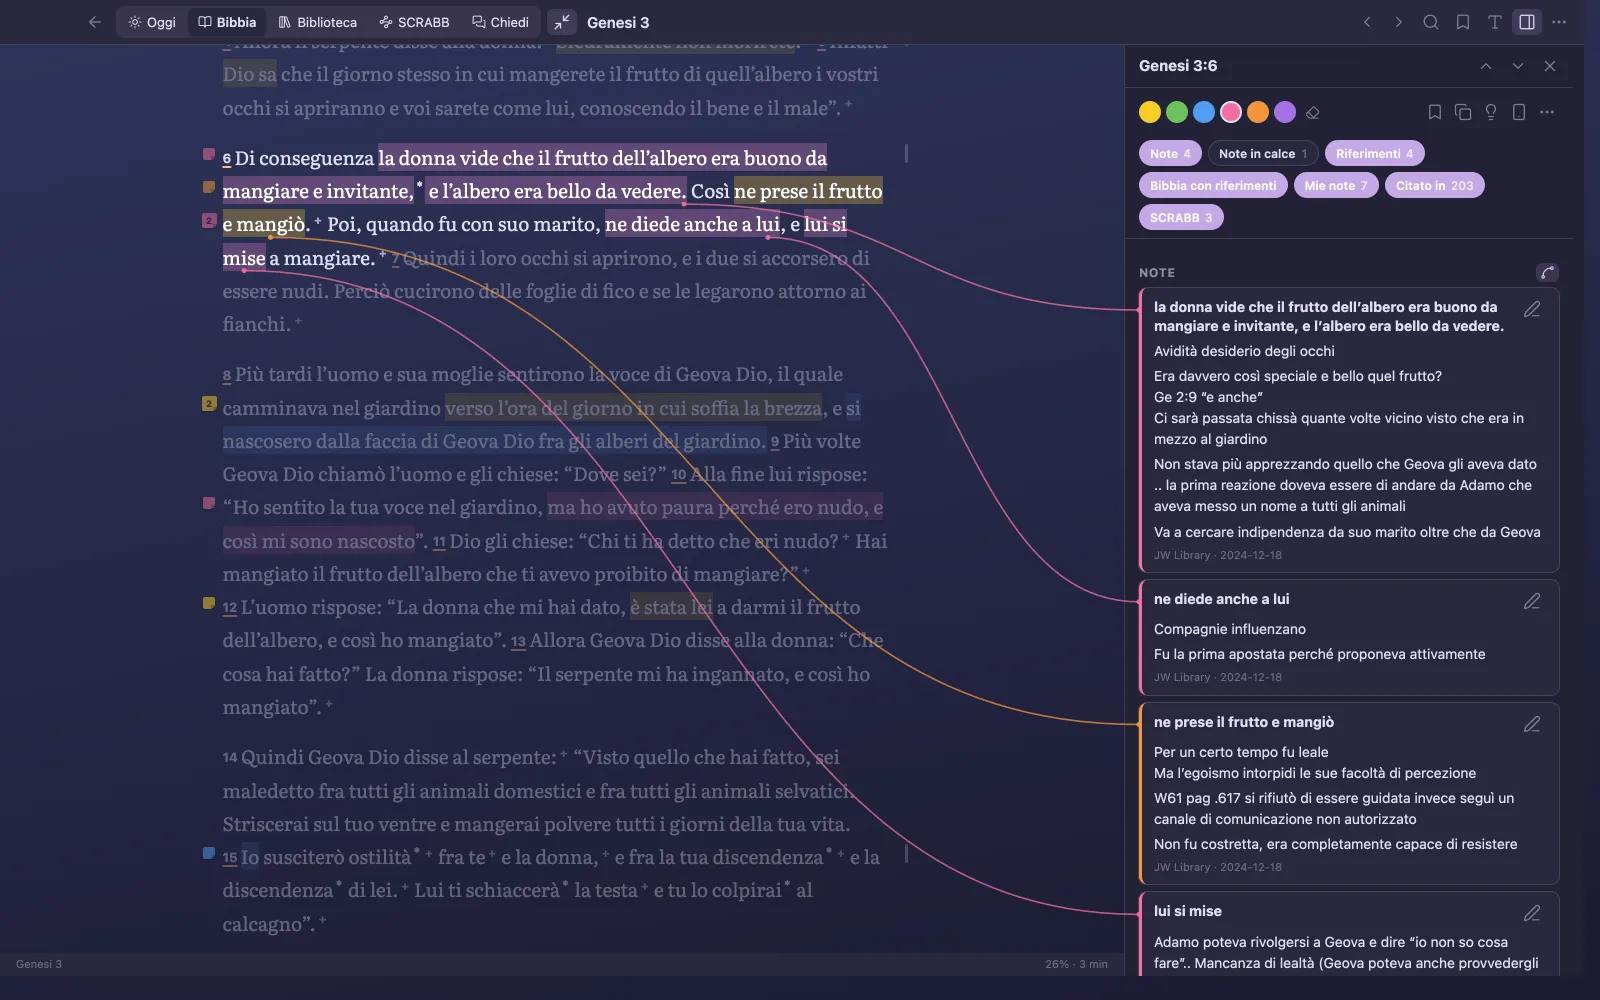 Oggi
Bibbia
Biblioteca
SCRABB
Chiedi
Genesi 3
Dio sa che il giorno stesso in cui mangerete il frutto di quell’albero i vostri
occhi si apriranno e voi sarete come lui, conoscendo il bene e il male”. +
6 Di conseguenza la donna vide che il frutto dell’albero era buono da
mangiare e invitante,* e l’albero era bello da vedere. Così ne prese il frutto
2
e mangiò. + Poi, quando fu con suo marito, ne diede anche a lui, e lui si
mise a mangiare. + 7 Quindi i loro occhi si aprirono, e i due si accorsero di
essere nudi. Perciò cucirono delle foglie di fico e se le legarono attorno ai
fianchi. +
8 Più tardi l’uomo e sua moglie sentirono la voce di Geova Dio, il quale
2
camminava nel giardino verso l’ora del giorno in cui soffia la brezza, e si
nascosero dalla faccia di Geova Dio fra gli alberi del giardino. 9 Più volte
Geova Dio chiamò l’uomo e gli chiese: “Dove sei?” 10 Alla fine lui rispose:
“Ho sentito la tua voce nel giardino, ma ho avuto paura perché ero nudo, e
così mi sono nascosto”. 11 Dio gli chiese: “Chi ti ha detto che eri nudo? + Hai
mangiato il frutto dell’albero che ti avevo proibito di mangiare?” +
12 L’uomo rispose: “La donna che mi hai dato, è stata lei a darmi il frutto
dell’albero, e così ho mangiato”. 13 Allora Geova Dio disse alla donna: “Che
cosa hai fatto?” La donna rispose: “Il serpente mi ha ingannato, e così ho
mangiato”. +
14 Quindi Geova Dio disse al serpente: + “Visto quello che hai fatto, sei
maledetto fra tutti gli animali domestici e fra tutti gli animali selvatici.
Striscerai sul tuo ventre e mangerai polvere tutti i giorni della tua vita.
15 Io susciterò ostilità* + fra te + e la donna, + e fra la tua discendenza* + e la
discendenza* di lei. + Lui ti schiaccerà* la testa + e tu lo colpirai* al
calcagno”. +
Genesi 3
26% · 3 min
Genesi 3:6
Note 4
Note in calce 1
Riferimenti 4
Bibbia con riferimenti
Mie note 7
Citato in 203
SCRABB 3
NOTE
la donna vide che il frutto dell’albero era buono da
mangiare e invitante, e l’albero era bello da vedere.
Avidità desiderio degli occhi
Era davvero così speciale e bello quel frutto?
Ge 2:9 “e anche”
Ci sarà passata chissà quante volte vicino visto che era in
mezzo al giardino
Non stava più apprezzando quello che Geova gli aveva dato
.. la prima reazione doveva essere di andare da Adamo che
aveva messo un nome a tutti gli animali
Va a cercare indipendenza da suo marito oltre che da Geova
JW Library · 2024-12-18
ne diede anche a lui
Compagnie influenzano
Fu la prima apostata perché proponeva attivamente
JW Library · 2024-12-18
ne prese il frutto e mangiò
Per un certo tempo fu leale
Ma l’egoismo intorpidì le sue facoltà di percezione
W61 pag .617 si rifiutò di essere guidata invece seguì un
canale di comunicazione non autorizzato
Non fu costretta, era completamente capace di resistere
JW Library · 2024-12-18
lui si mise
Adamo poteva rivolgersi a Geova e dire “io non so cosa
fare”.. Mancanza di lealtà (Geova poteva anche provvedergli